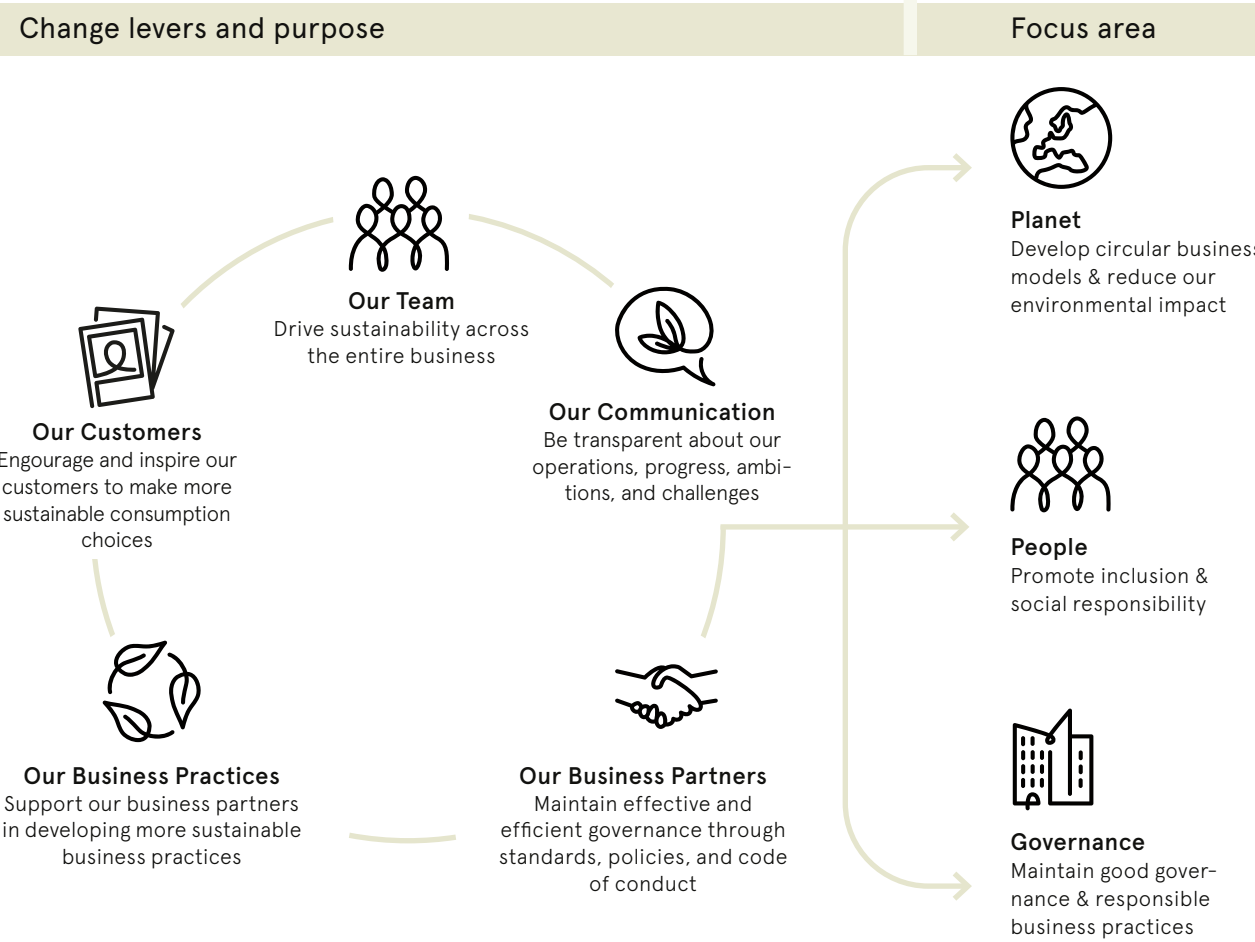 Change levers and purpose
Focus area
Our Team
Drive sustainability across
the entire business
Our Communication
Be transparent about our
operations, progress, ambi-
tions, and challenges
Our Customers
Engourage and inspire our
customers to make more
sustainable consumption
choices
Our Business Practices
Support our business partners
in developing more sustainable
business practices
Our Business Partners
Maintain effective and
efficient governance through
standards, policies, and code
of conduct
Planet
Develop circular business
models & reduce our
environmental impact
People
Promote inclusion &
social responsibility
Governance
Maintain good gover-
nance & responsible
business practices